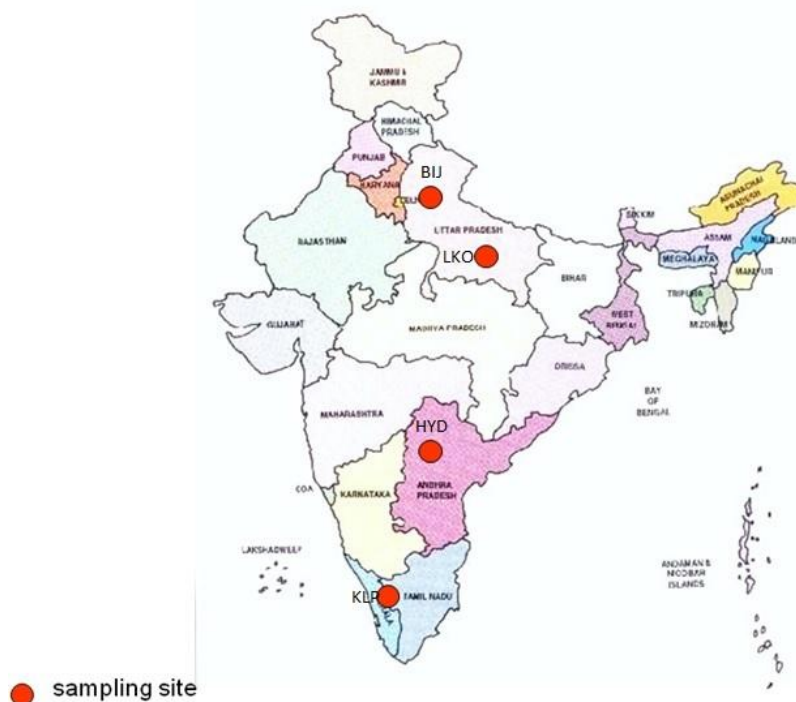 JAMMU &
KASHMIR
HIMACHAL
PRADESH
PUNJAB
HARYANA
BIJ
UTTAR PRADESH
LKO
RAJASTHAN
SIKKIM
ARUNACHAL
PRADESH
ASSAM
NAGALAND
MEGHALAYA
MANIPUR
TRIPURA
MIZORAM
BIHAR
WEST
BENGAL
GUJARAT
MADHYA PRADESH
ORISSA
BAY
OF
BENGAL
MAHARASHTRA
HYD
ANDHRA
PRADESH
GOA
KARNATAKA
LAKSHADWEEP
ANDAMAN &
NICOBAR
ISLANDS
KLP
TAMIL NADU
sampling site